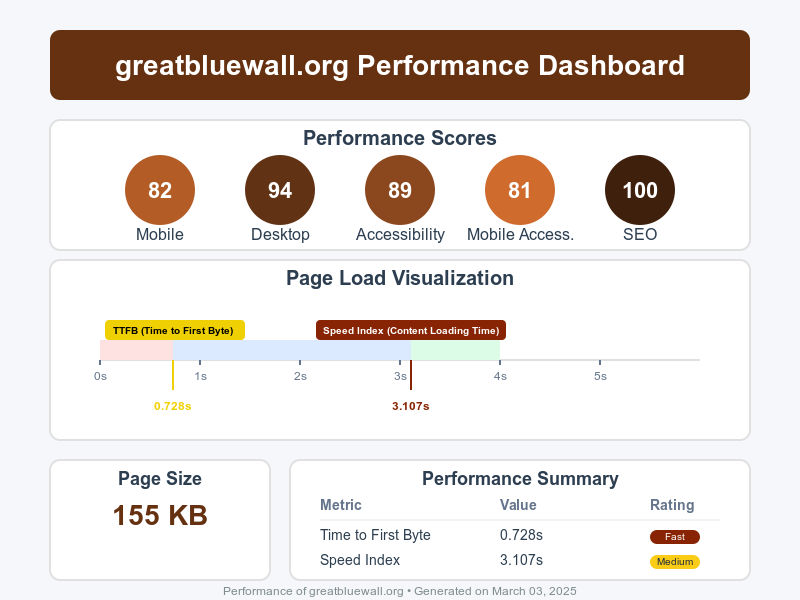 greatbluewall.org Performance Dashboard
Performance Scores
82 94 89 81 100
Mobile Desktop Accessibility Mobile Access. SEO
Page Load Visualization
TTFB (Time to First Byte) Speed Index (Content Loading Time)
0s 1s 2s 3s 4s 5s
0.728s 3.107s
Page Size
155 KB
Performance Summary
Metric Value Rating
Time to First Byte 0.728s Fast
Speed Index 3.107s Medium
Performance of greatbluewall.org • Generated on March 03, 2025